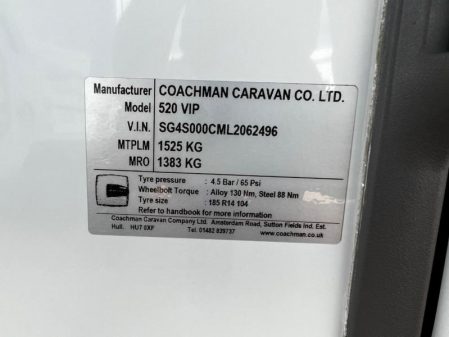 Manufacturer COACHMAN CARAVAN CO. LTD.
Model 520 VIP
V.I.N. SG4S000CML2062496
MTPLM 1525 KG
MRO 1383 KG
Tyre pressure : 4.5 Bar / 65 Psi
Wheelbolt Torque : Alloy 130 Nm, Steel 88 Nm
Tyre size : 185 R14 104
Refer to handbook for more information
Coachman Caravan Company Ltd. Amsterdam Road, Sutton Fields Ind. Est.
Hull. HU7 0XF Tel. 01482 839737 www.coachman.co.uk